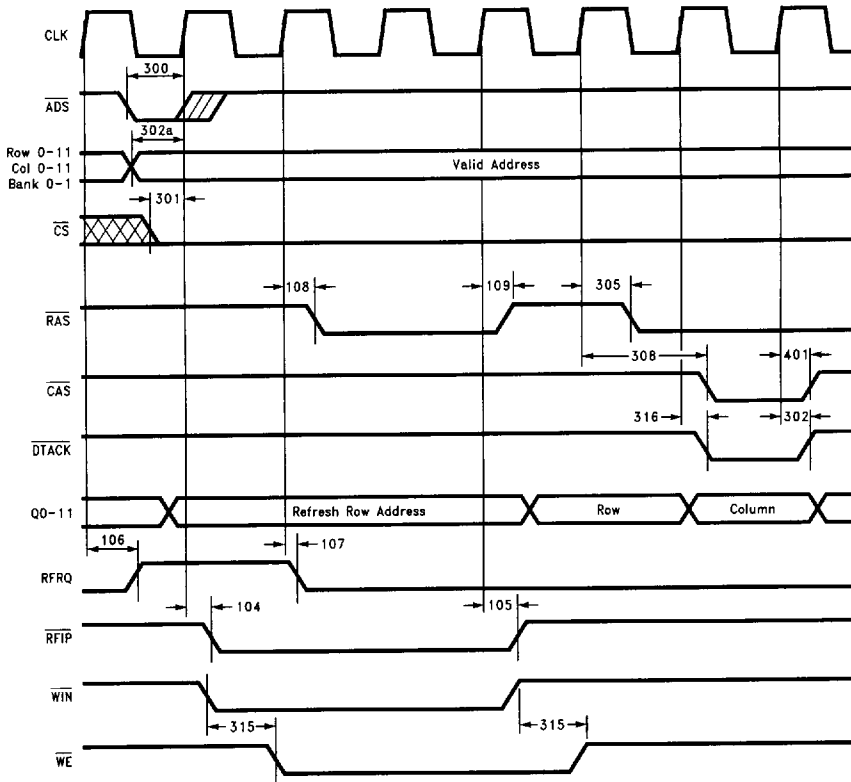 CLK
300
ADS
302a
Row 0-11
Col 0-11
Bank 0-1
Valid Address
301
CS
108
109
305
RAS
308
401
CAS
316
302
DTACK
Q0-11
Refresh Row Address
Row
Column
106
107
RFRQ
104
105
RFIP
WIN
315
315
WE